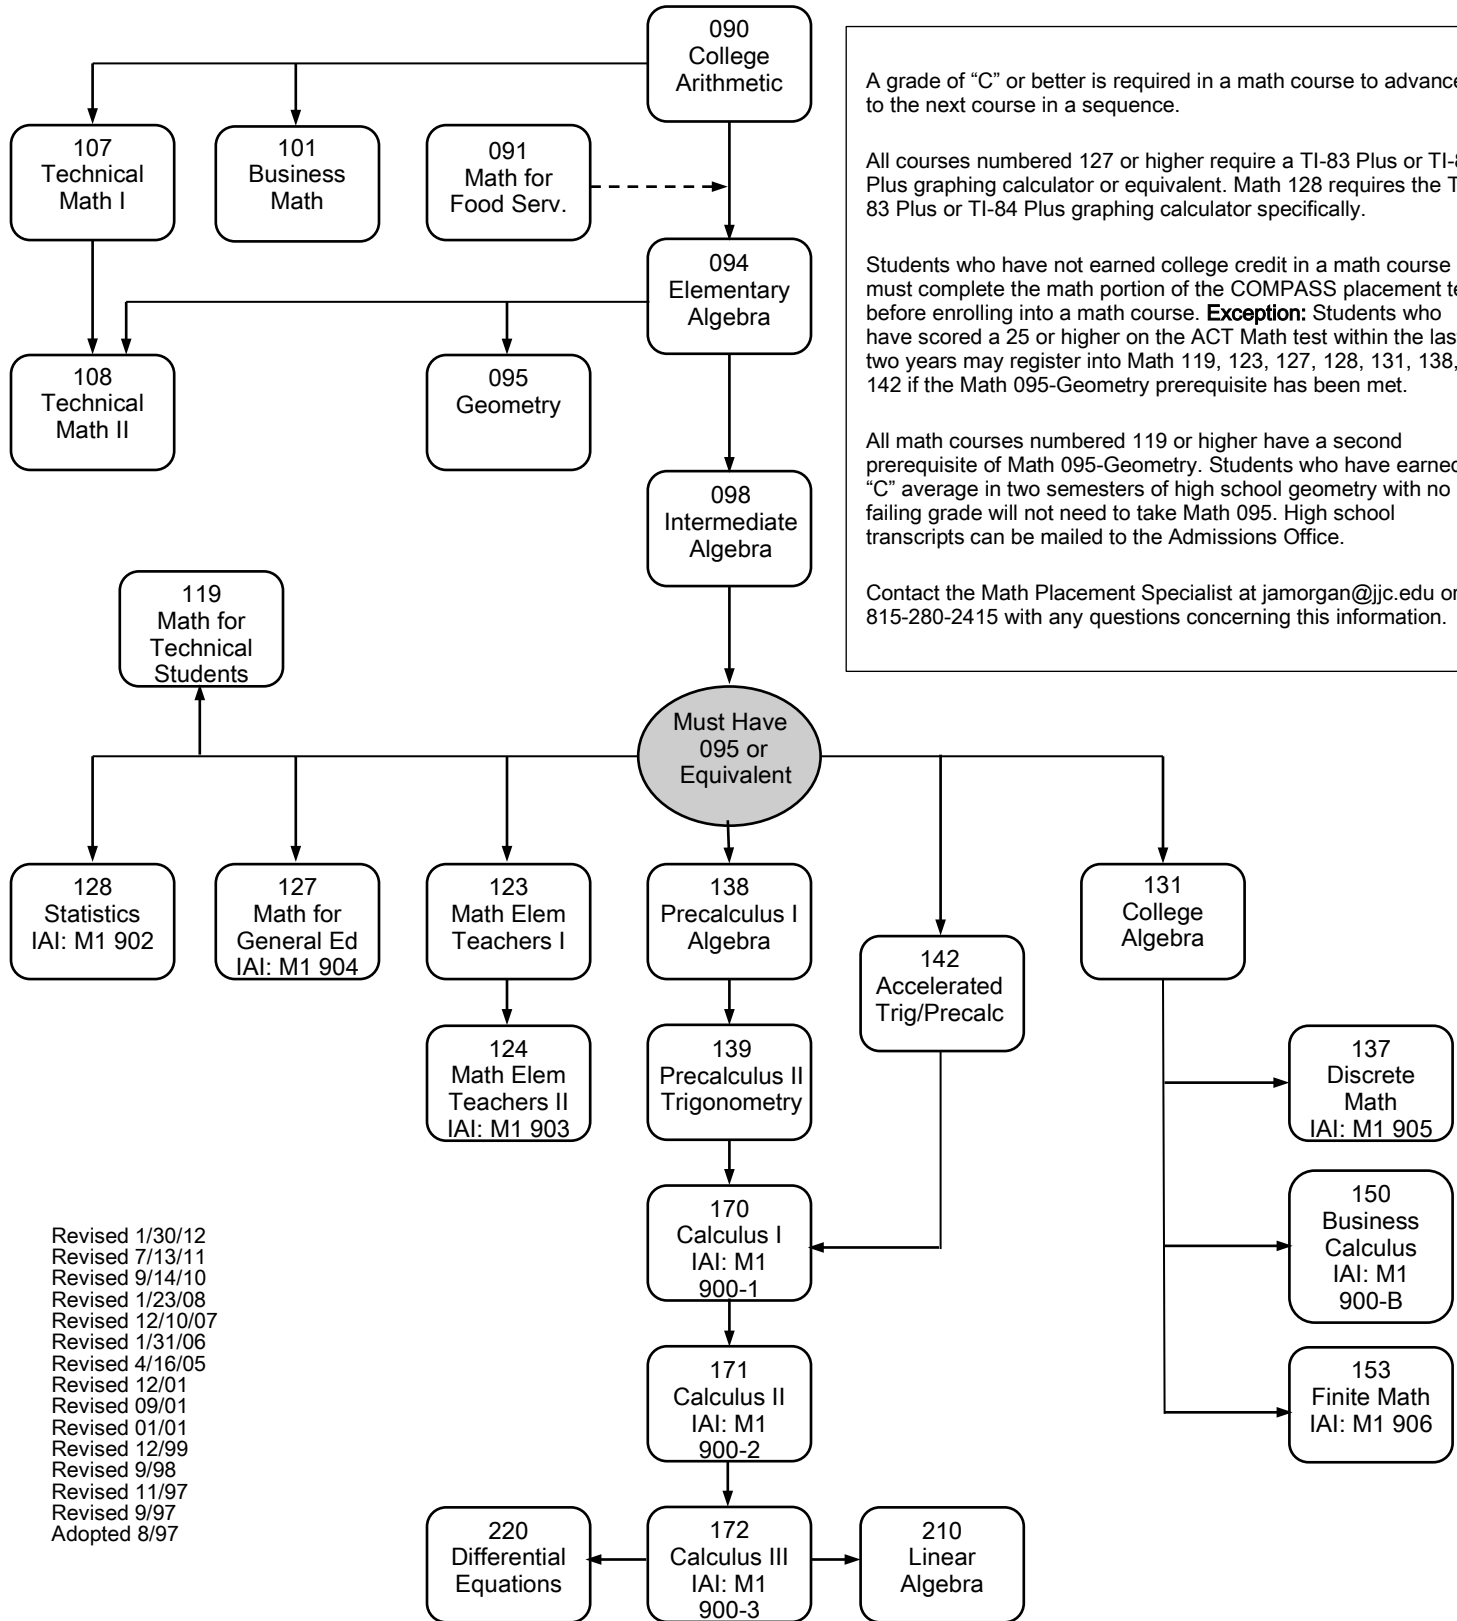 090
College
Arithmetic
107
Technical
Math I
101
Business
Math
091
Math for
Food Serv.
094
Elementary
Algebra
108
Technical
Math II
095
Geometry
098
Intermediate
Algebra
A grade of “C” or better is required in a math course to advance
to the next course in a sequence.
All courses numbered 127 or higher require a TI-83 Plus or TI-8
Plus graphing calculator or equivalent. Math 128 requires the T
83 Plus or TI-84 Plus graphing calculator specifically.
Students who have not earned college credit in a math course
must complete the math portion of the COMPASS placement te
before enrolling into a math course. Exception: Students who
have scored a 25 or higher on the ACT Math test within the las
two years may register into Math 119, 123, 127, 128, 131, 138,
142 if the Math 095-Geometry prerequisite has been met.
All math courses numbered 119 or higher have a second
prerequisite of Math 095-Geometry. Students who have earned
“C” average in two semesters of high school geometry with no
failing grade will not need to take Math 095. High school
transcripts can be mailed to the Admissions Office.
Contact the Math Placement Specialist at jamorgan@jjc.edu or
815-280-2415 with any questions concerning this information.
119
Math for
Technical
Students
Must Have
095 or
Equivalent
128
Statistics
IAI: M1 902
127
Math for
General Ed
IAI: M1 904
123
Math Elem
Teachers I
138
Precalculus I
Algebra
142
Accelerated
Trig/Precalc
131
College
Algebra
124
Math Elem
Teachers II
IAI: M1 903
139
Precalculus II
Trigonometry
137
Discrete
Math
IAI: M1 905
170
Calculus I
IAI: M1
900-1
150
Business
Calculus
IAI: M1
900-B
171
Calculus II
IAI: M1
900-2
153
Finite Math
IAI: M1 906
Revised 1/30/12
Revised 7/13/11
Revised 9/14/10
Revised 1/23/08
Revised 12/10/07
Revised 1/31/06
Revised 4/16/05
Revised 12/01
Revised 09/01
Revised 01/01
Revised 12/99
Revised 9/98
Revised 11/97
Revised 9/97
Adopted 8/97
220
Differential
Equations
172
Calculus III
IAI: M1
900-3
210
Linear
Algebra